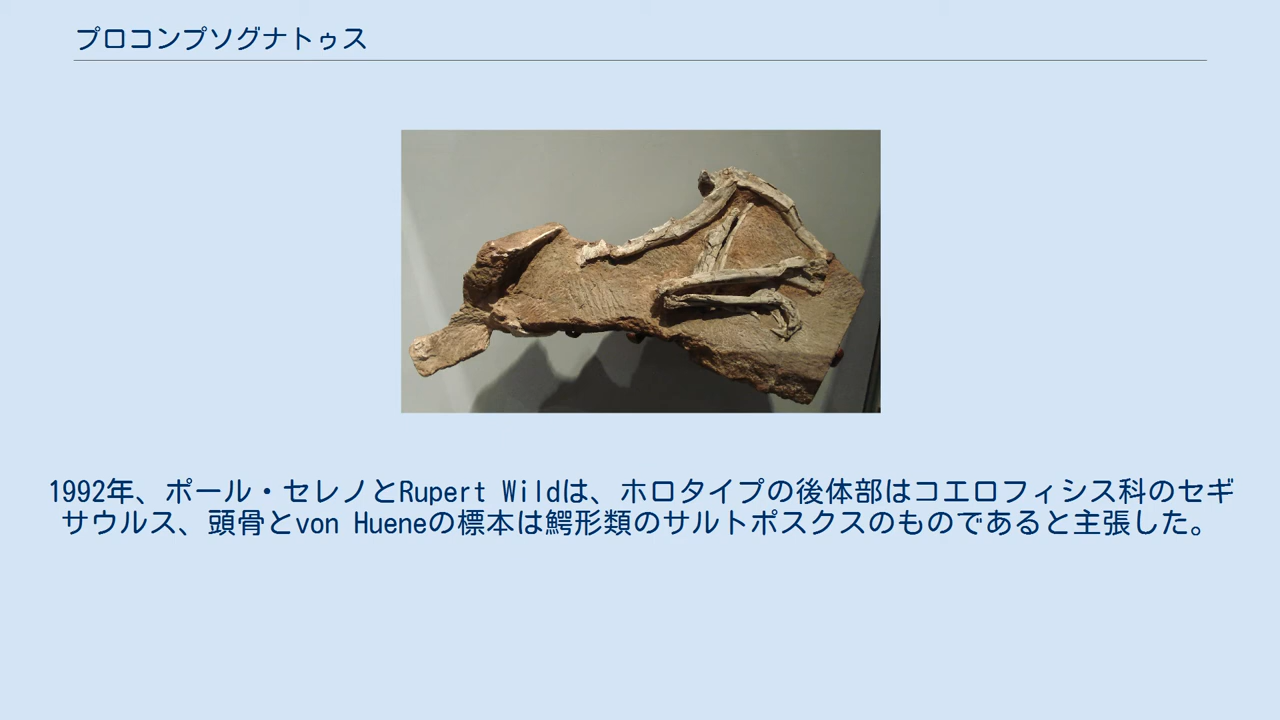 プロコンプソグナトゥス
1992年、ポール・セレノとRupert Wildは、ホロタイプの後体部はコエロフィシス科のセギ
サウルス、頭骨とvon Hueneの標本は鰐形類のサルトポスクスのものであると主張した。